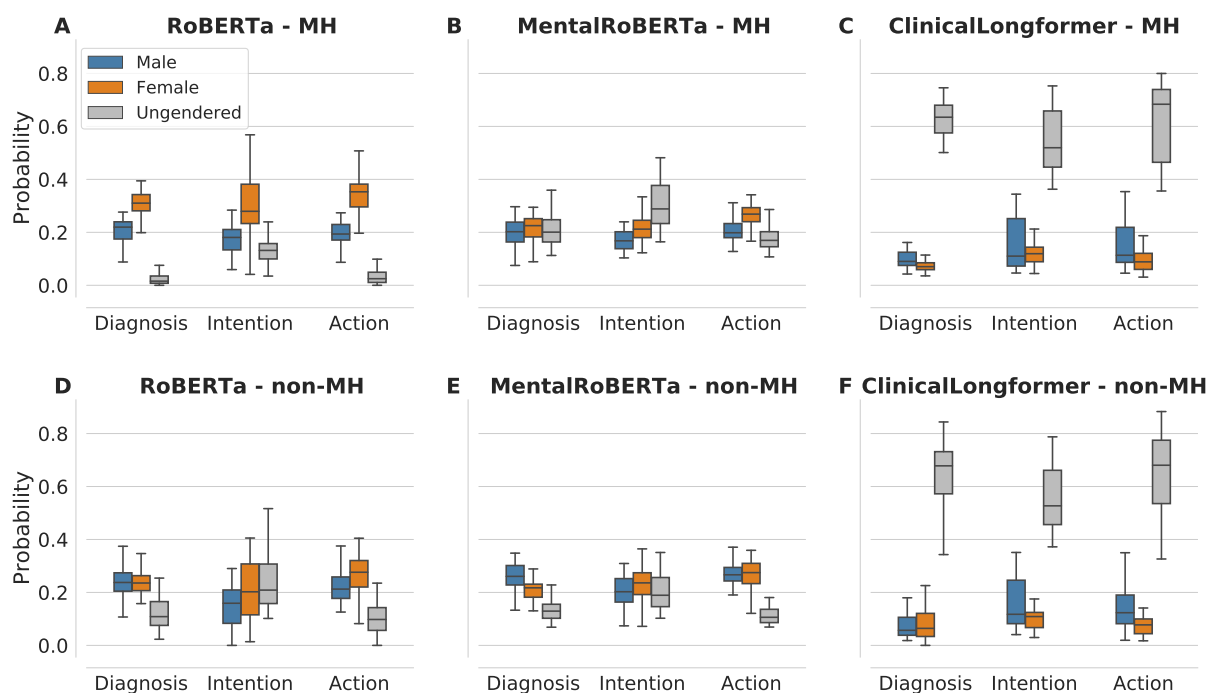 A RoBERTa - MH
B MentalRoBERTa - MH
C ClinicalLongformer - MH
Male
Female
Ungendered
Probability
0.8
0.6
0.4
0.2
0.0
Diagnosis Intention Action
Diagnosis Intention Action
Diagnosis Intention Action
D RoBERTa - non-MH
E MentalRoBERTa - non-MH
F ClinicalLongformer - non-MH
Probability
0.8
0.6
0.4
0.2
0.0
Diagnosis Intention Action
Diagnosis Intention Action
Diagnosis Intention Action